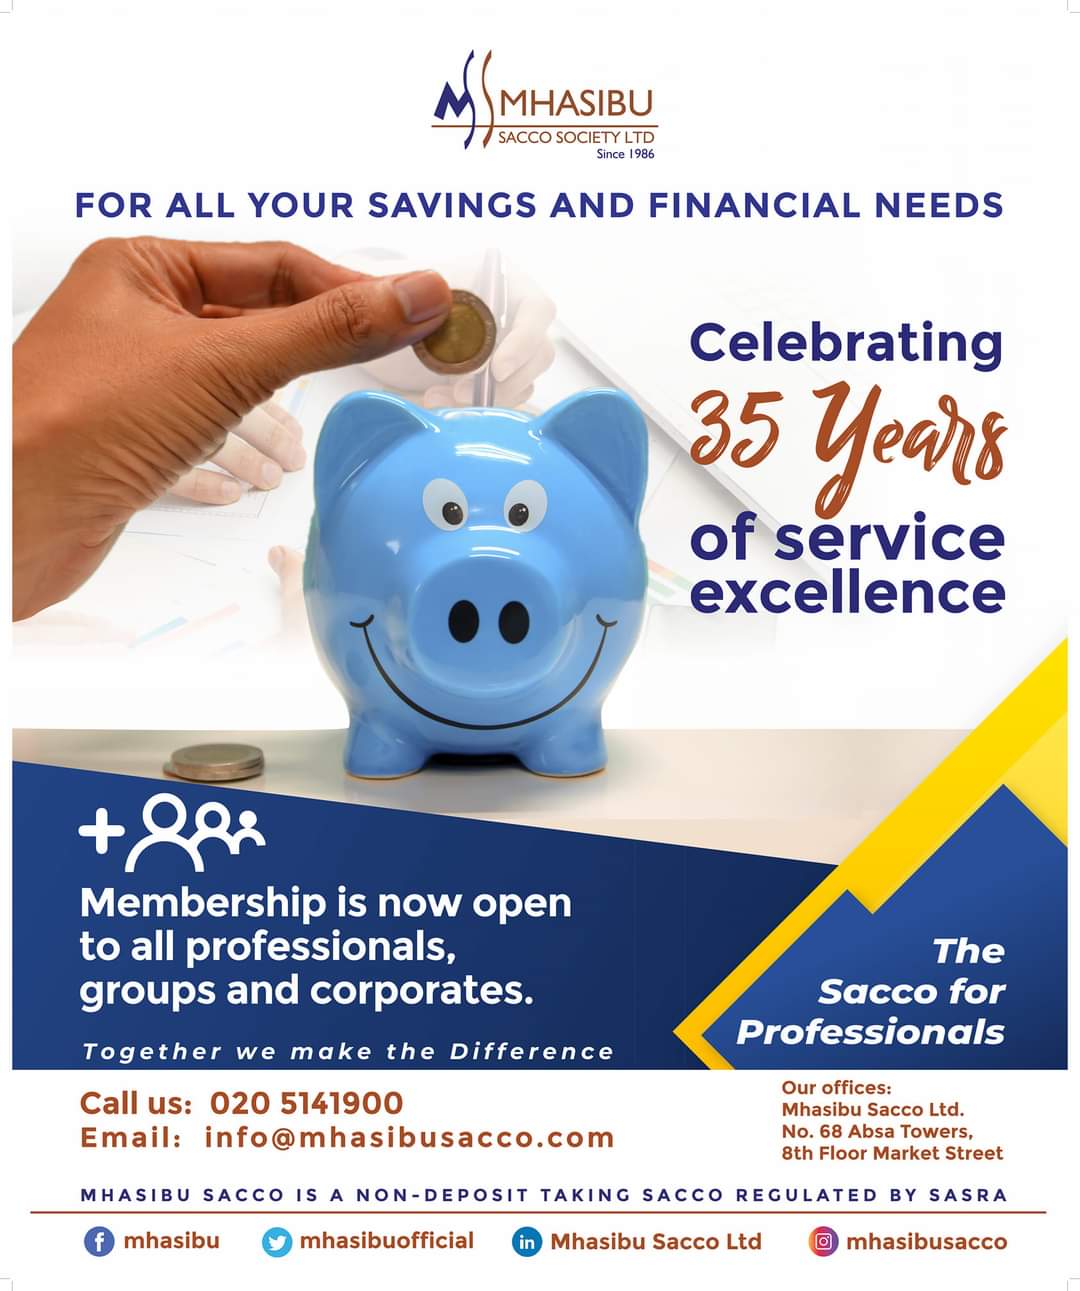 MS MHASIBU
SACCO SOCIETY LTD
Since 1986
FOR ALL YOUR SAVINGS AND FINANCIAL NEEDS
Celebrating
35 Years
of service
excellence
Membership is now open
to all professionals,
groups and corporates.
Together we make the Difference
The
Sacco for
Professionals
Call us: 020 5141900
Email: info@mhasibusacco.com
Our offices:
Mhasibu Sacco Ltd.
No. 68 Absa Towers,
8th Floor Market Street
MHASIBU SACCO IS A NON-DEPOSIT TAKING SACCO REGULATED BY SASRA
f mhasibu
mhasibuofficial
in Mhasibu Sacco Ltd
mhasibusacco